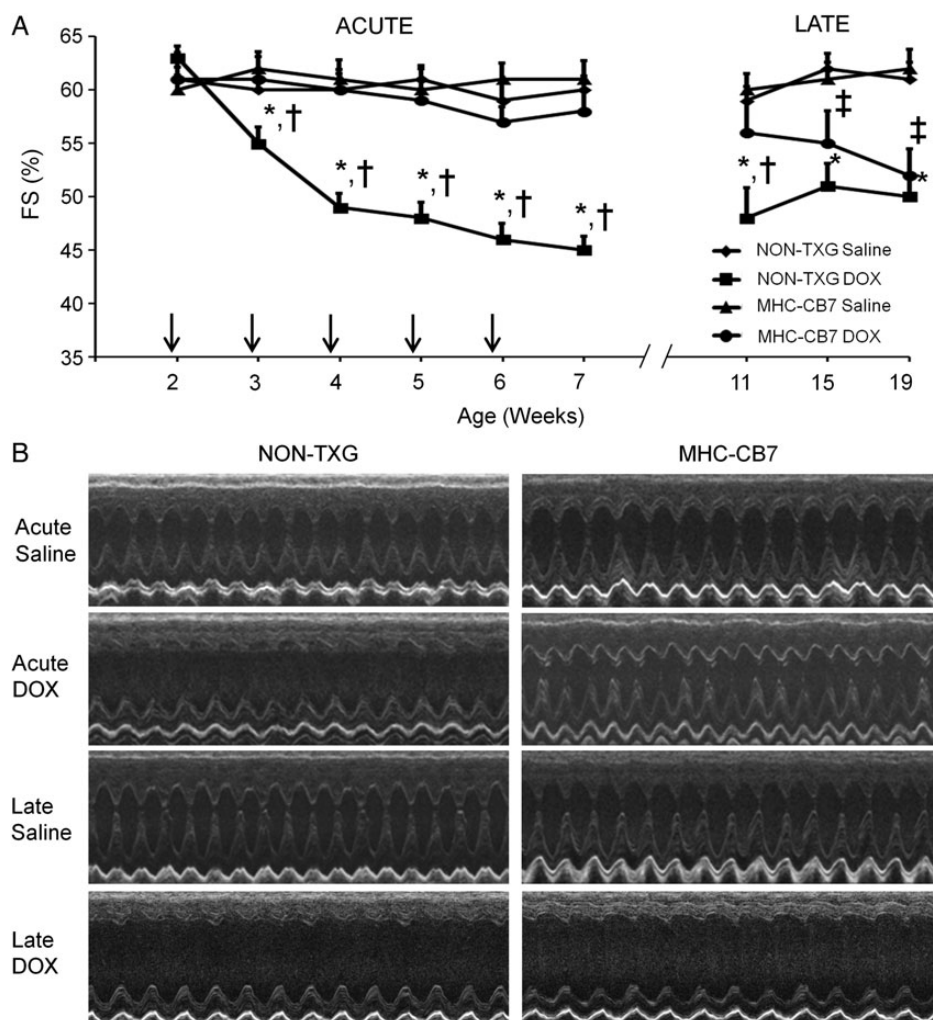 A
ACUTE
LATE
65
60
55
50
45
40
35
FS (%)
*,†
*,†
*,†
*,†
*,†
*,†
‡
*
‡
*
NON-TXG Saline
NON-TXG DOX
MHC-CB7 Saline
MHC-CB7 DOX
2
3
4
5
6
7
11
15
19
Age (Weeks)
B
NON-TXG
MHC-CB7
Acute
Saline
Acute
DOX
Late
Saline
Late
DOX